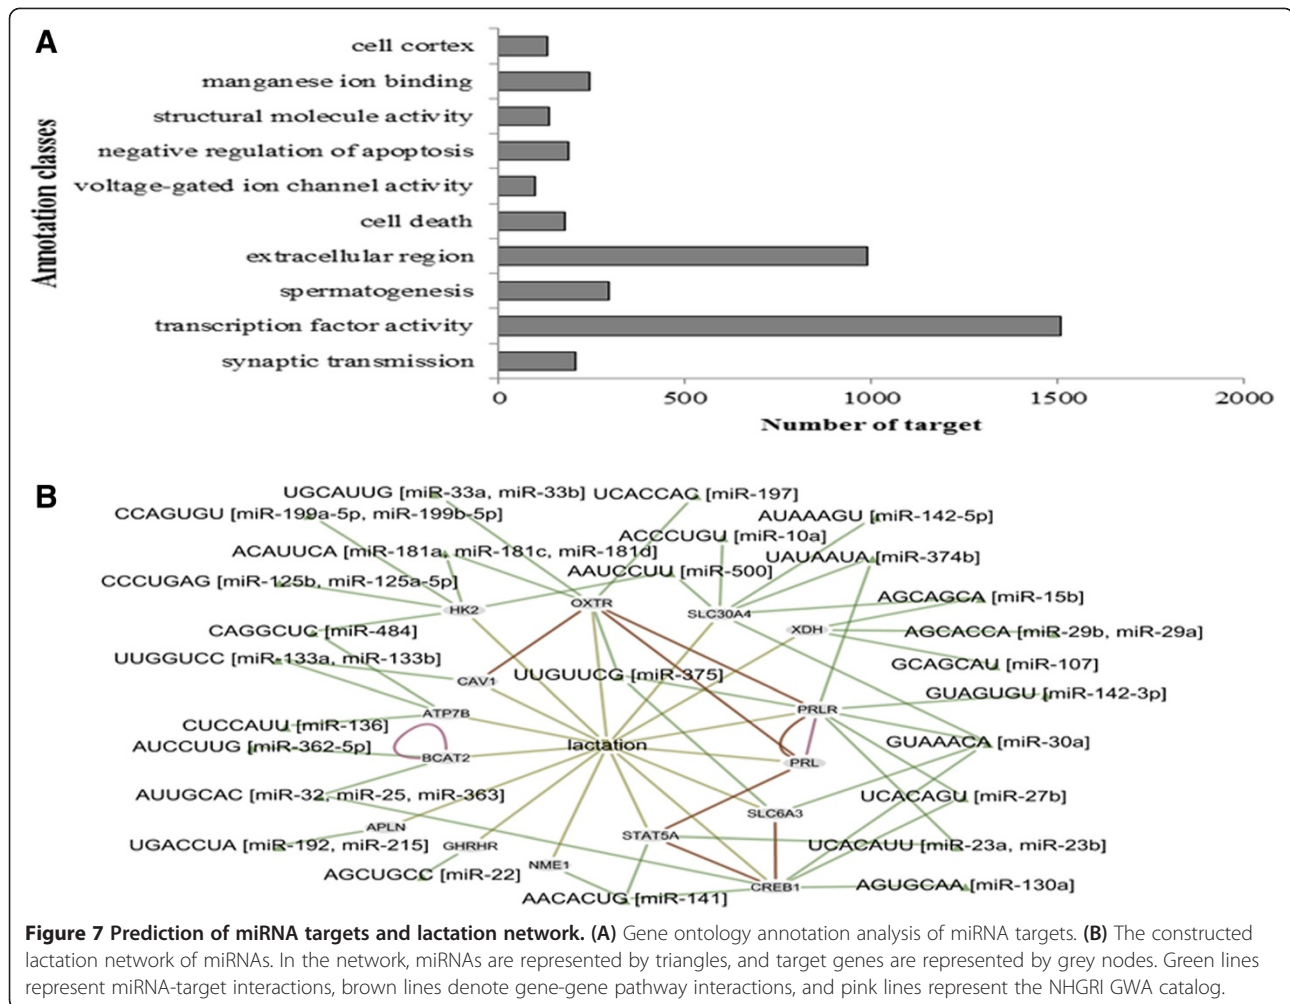 A
Annotation classes
cell cortex
manganese ion binding
structural molecule activity
negative regulation of apoptosis
voltage-gated ion channel activity
cell death
extracellular region
spermatogenesis
transcription factor activity
synaptic transmission
0 500 1000 1500 2000
Number of target
B
UGCAUUG [miR-33a, miR-33b] UCACCAC [miR-197]
CCAGUGU [miR-199a-5p, miR-199b-5p]
AUAAAGU [miR-142-5p]
ACCCUGU [miR-10a]
ACAUUCA [miR-181a, miR-181c, miR-181d]
UAUAAUA [miR-374b]
AAUCCUU [miR-500]
CCCUGAG [miR-125b, miR-125a-5p]
AGCAGCA [miR-15b]
HK2
OXTR
SLC30A4
CAGGCUC [miR-484]
XDH
AGCACCA [miR-29b, miR-29a]
UUGGUCC [miR-133a, miR-133b]
GCAGCAU [miR-107]
CAV1
UUGUUCG [miR-375]
GUAGUGU [miR-142-3p]
ATP7B
PRLR
CUCCAUU [miR-136]
AUCCUUG [miR-362-5p]
lactation
GUAAACA [miR-30a]
BCAT2
PRL
AUUGCAC [miR-32, miR-25, miR-363]
UCACAGU [miR-27b]
SLC6A3
APLN
STAT5A
UGACCUA [miR-192, miR-215]
GHRHR
UCACAUU [miR-23a, miR-23b]
NME1
AGCUGCC [miR-22]
CREB1
AGUGCAA [miR-130a]
AACACUG [miR-141]
Figure 7 Prediction of miRNA targets and lactation network. (A) Gene ontology annotation analysis of miRNA targets. (B) The constructed
lactation network of miRNAs. In the network, miRNAs are represented by triangles, and target genes are represented by grey nodes. Green lines
represent miRNA-target interactions, brown lines denote gene-gene pathway interactions, and pink lines represent the NHGRI GWA catalog.